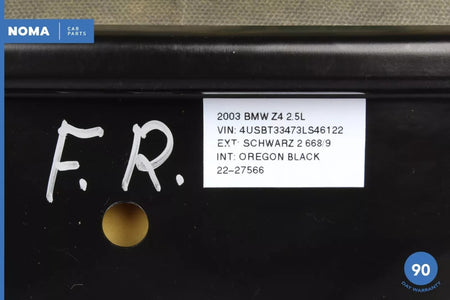 NOMA CAR PARTS
2003 BMW Z4 2.5L
VIN: 4USBT33473LS46122
EXT: SCHWARZ 2 668/9
INT: OREGON BLACK
22-27566
F.R.
90
DAY WARRANTY